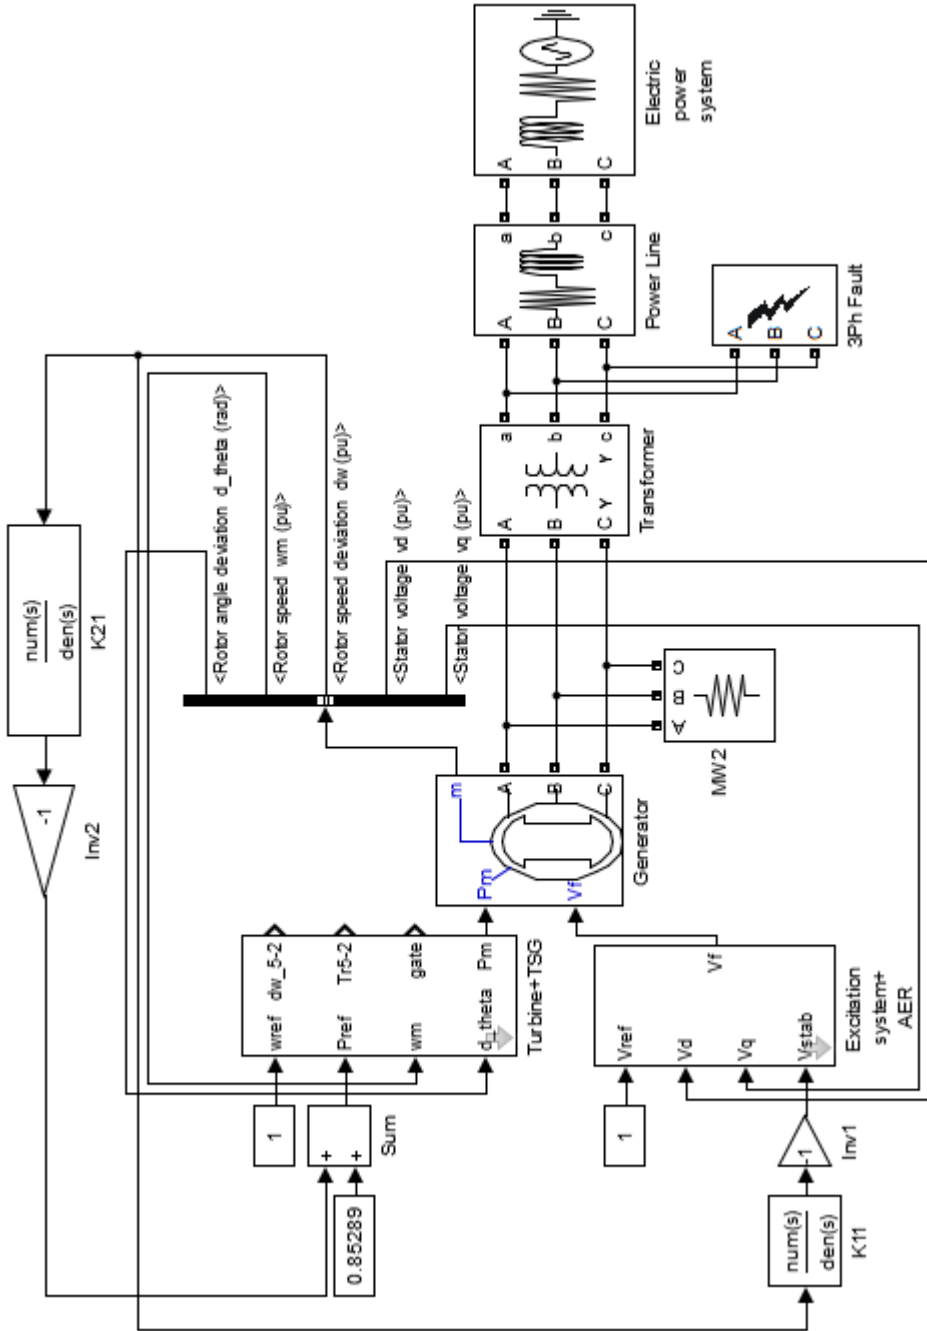 -1
num(s)
den(s)
Inv2
K21
<Rotor angle deviation d_theta (rad)>
<Rotor speed wm (pu)>
<Rotor speed deviation dw (pu)>
<Stator voltage vd (pu)>
<Stator voltage vq (pu)>
1
wref dw_5-2
Pref Tr5-2
wm gate
d_theta Pm
Turbine+TSG
+
+
Sum
0.85289
m
Pm
Vf
A
B
C
Generator
A
B
C
MW2
A a
B b
C c
Y Y
Transformer
A a
B b
C c
Power Line
A
B
C
Electric
power
system
A
B
C
3Ph Fault
1
Vref
Vd
Vq
Vstab
Vf
Excitation
system+
AER
num(s)
den(s)
K11
-1
Inv1